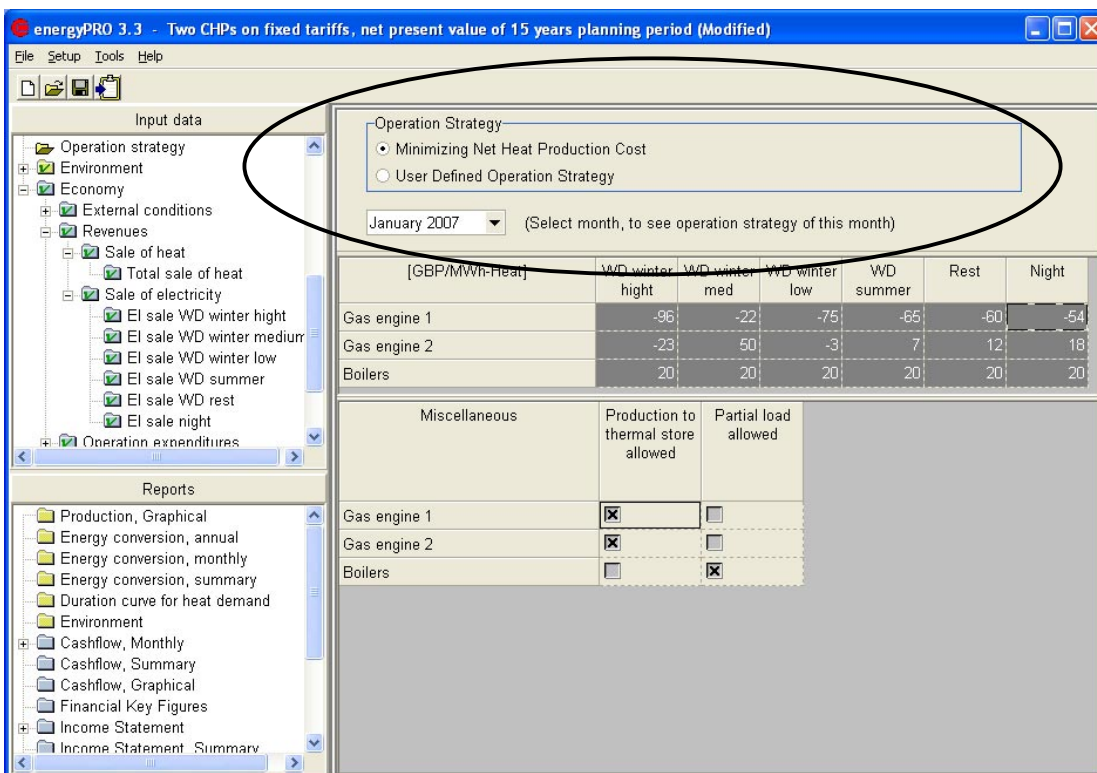 energyPRO 3.3 - Two CHPs on fixed tariffs, net present value of 15 years planning period (Modified)
File Setup Tools Help
Input data
Operation strategy
Environment
Economy
External conditions
Revenues
Sale of heat
Total sale of heat
Sale of electricity
El sale WD winter hight
El sale WD winter medium
El sale WD winter low
El sale WD summer
El sale WD rest
El sale night
Operation expenditures
Reports
Production, Graphical
Energy conversion, annual
Energy conversion, monthly
Energy conversion, summary
Duration curve for heat demand
Environment
Cashflow, Monthly
Cashflow, Summary
Cashflow, Graphical
Financial Key Figures
Income Statement
Income Statement, Summary
Operation Strategy
Minimizing Net Heat Production Cost
User Defined Operation Strategy
January 2007 (Select month, to see operation strategy of this month)
[GBP/MWh-Heat] WD winter hight WD winter med WD winter low WD summer Rest Night
Gas engine 1 -96 -22 -75 -65 -60 -54
Gas engine 2 -23 50 -3 7 12 18
Boilers 20 20 20 20 20 20
Miscellaneous Production to thermal store allowed Partial load allowed
Gas engine 1
Gas engine 2
Boilers